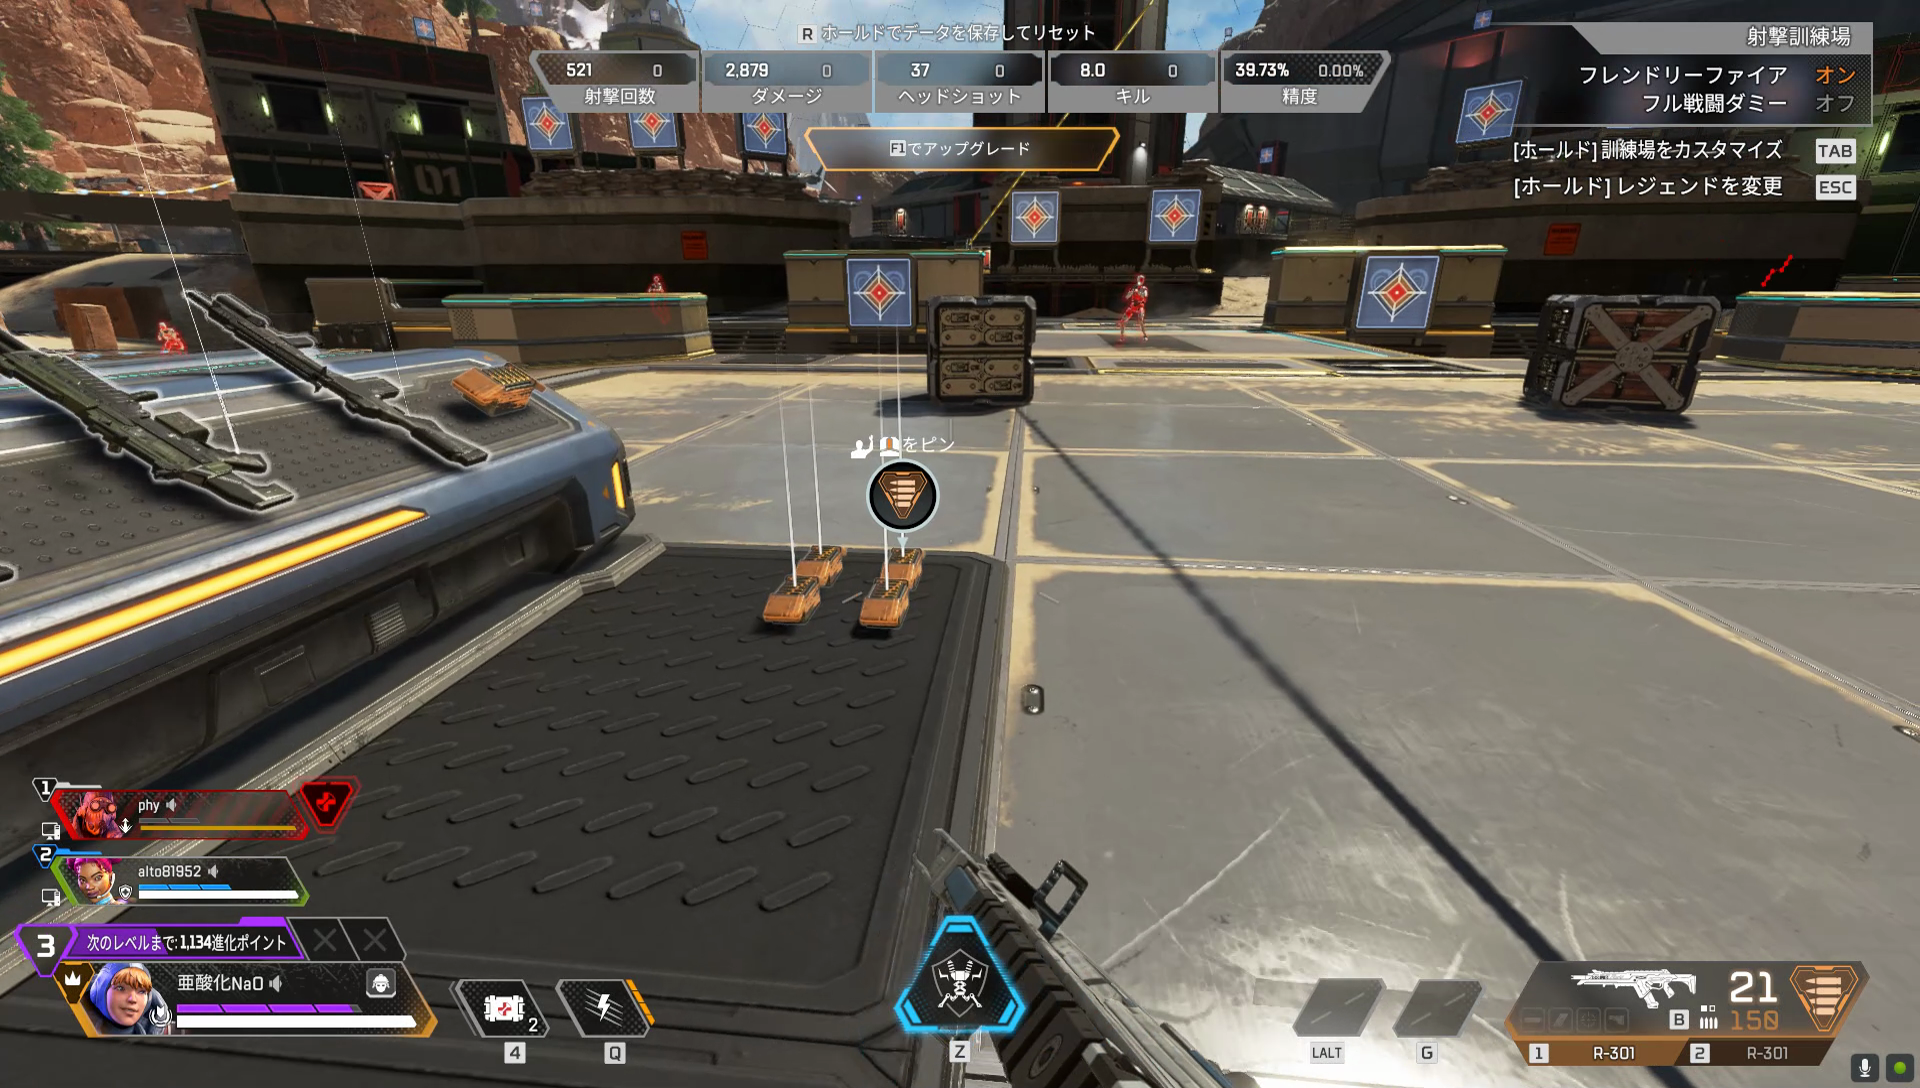 R ホールドでデータを保存してリセット
521 0
射撃回数
2,879 0
ダメージ
37 0
ヘッドショット
8.0 0
キル
39.73% 0.00%
精度
F1でアップグレード
射撃訓練場
フレンドリーファイア オン
フル戦闘ダミー オフ
[ホールド]訓練場をカスタマイズ TAB
[ホールド]レジェンドを変更 ESC
01
をピン
1
phy
2
alto81952
3
次のレベルまで:1,134進化ポイント
亜酸化NaO
2
4
Q
Z
LALT
G
21
B
150
1 R-301
2 R-301